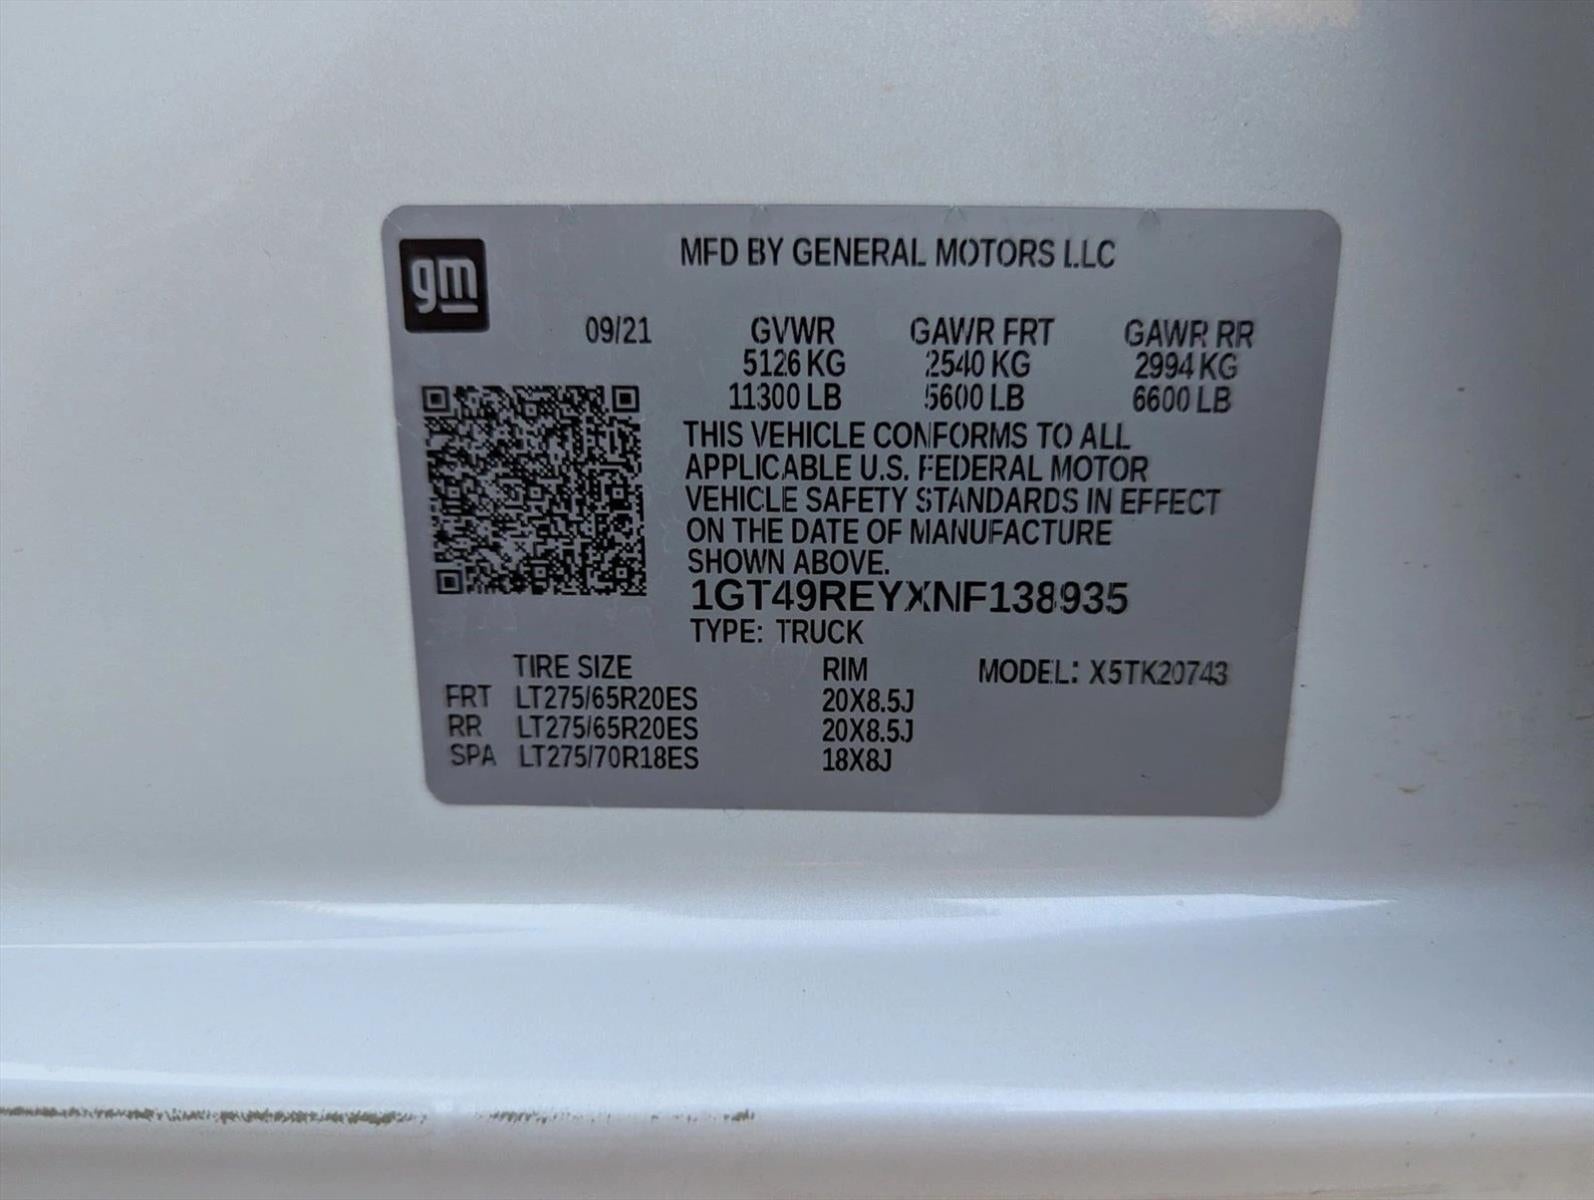 gm
MFD BY GENERAL MOTORS LLC
09/21 GVWR GAWR FRT GAWR RR
5126 KG 2540 KG 2994 KG
11300 LB 5600 LB 6600 LB
THIS VEHICLE CONFORMS TO ALL
APPLICABLE U.S. FEDERAL MOTOR
VEHICLE SAFETY STANDARDS IN EFFECT
ON THE DATE OF MANUFACTURE
SHOWN ABOVE.
1GT49REYXNF138935
TYPE: TRUCK
TIRE SIZE RIM MODEL: X5TK20743
FRT LT275/65R20ES 20X8.5J
RR LT275/65R20ES 20X8.5J
SPA LT275/70R18ES 18X8J